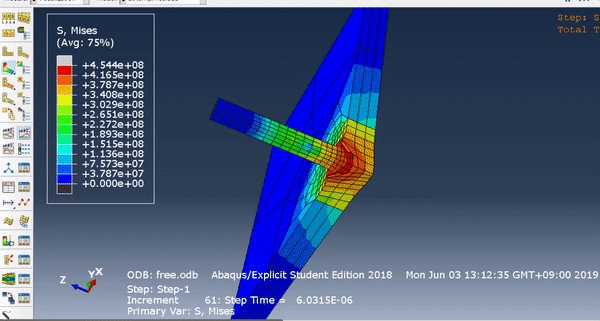 S, Mises
(Avg: 75%)
+4.544e+08
+4.165e+08
+3.787e+08
+3.408e+08
+3.029e+08
+2.651e+08
+2.272e+08
+1.893e+08
+1.515e+08
+1.136e+08
+7.573e+07
+3.787e+07
+0.000e+00
Step: S
Total T
Y
X
Z
ODB: free.odb Abaqus/Explicit Student Edition 2018 Mon Jun 03 13:12:35 GMT+09:00 2019
Step: Step-1
Increment 61: Step Time = 6.0315E-06
Primary Var: S, Mises